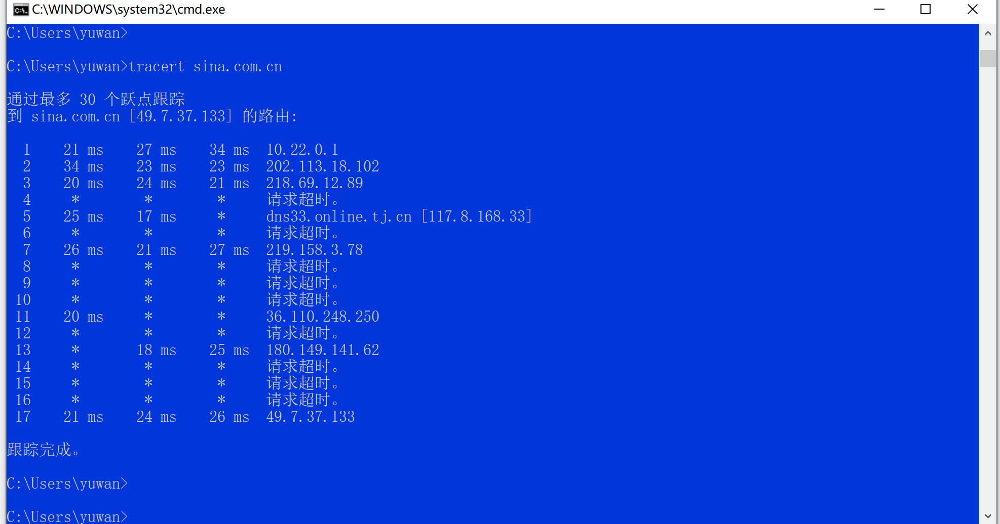 C:\WINDOWS\system32\cmd.exe
C:\Users\yuwan>
C:\Users\yuwan>tracert sina.com.cn
通过最多 30 个跃点跟踪
到 sina.com.cn [49.7.37.133] 的路由:
1 21 ms 27 ms 34 ms 10.22.0.1
2 34 ms 23 ms 23 ms 202.113.18.102
3 20 ms 24 ms 21 ms 218.69.12.89
4 * * * 请求超时。
5 25 ms 17 ms * dns33.online.tj.cn [117.8.168.33]
6 * * * 请求超时。
7 26 ms 21 ms 27 ms 219.158.3.78
8 * * * 请求超时。
9 * * * 请求超时。
10 * * * 请求超时。
11 20 ms * * 36.110.248.250
12 * * * 请求超时。
13 * 18 ms 25 ms 180.149.141.62
14 * * * 请求超时。
15 * * * 请求超时。
16 * * * 请求超时。
17 21 ms 24 ms 26 ms 49.7.37.133
跟踪完成。
C:\Users\yuwan>
C:\Users\yuwan>